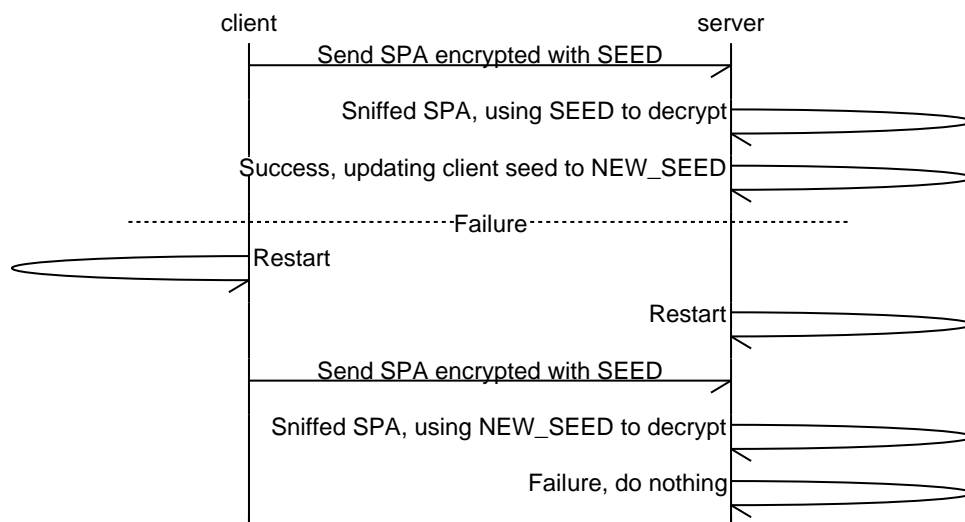 client
server
Send SPA encrypted with SEED
Sniffed SPA, using SEED to decrypt
Success, updating client seed to NEW_SEED
Failure
Restart
Restart
Send SPA encrypted with SEED
Sniffed SPA, using NEW_SEED to decrypt
Failure, do nothing